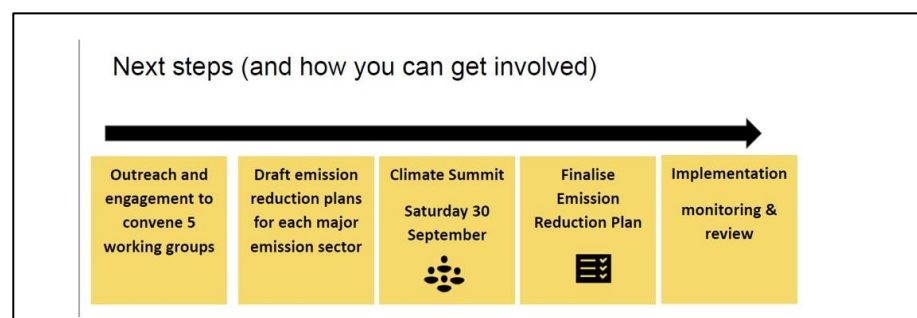 Next steps (and how you can get involved)
Outreach and
engagement to
convene 5
working groups
Draft emission
reduction plans
for each major
emission sector
Climate Summit
Saturday 30
September
Finalise
Emission
Reduction Plan
Implementation
monitoring &
review